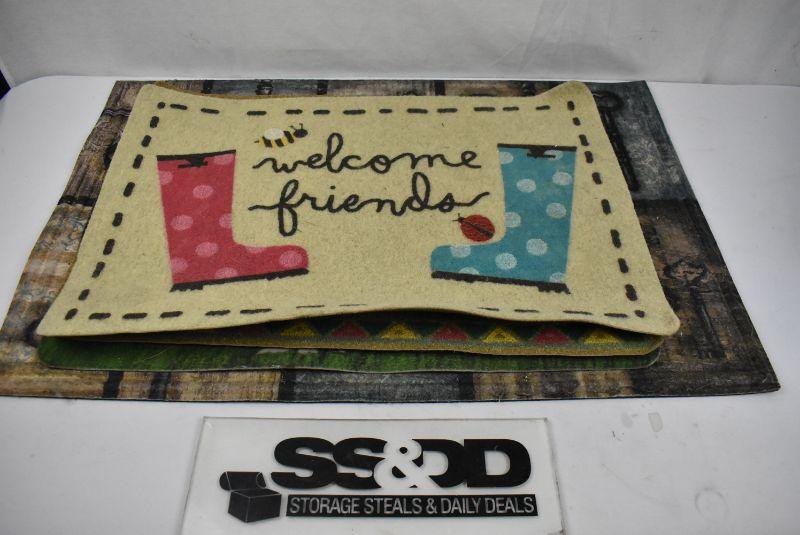 welcome
friends
SS&DD
STORAGE STEALS & DAILY DEALS